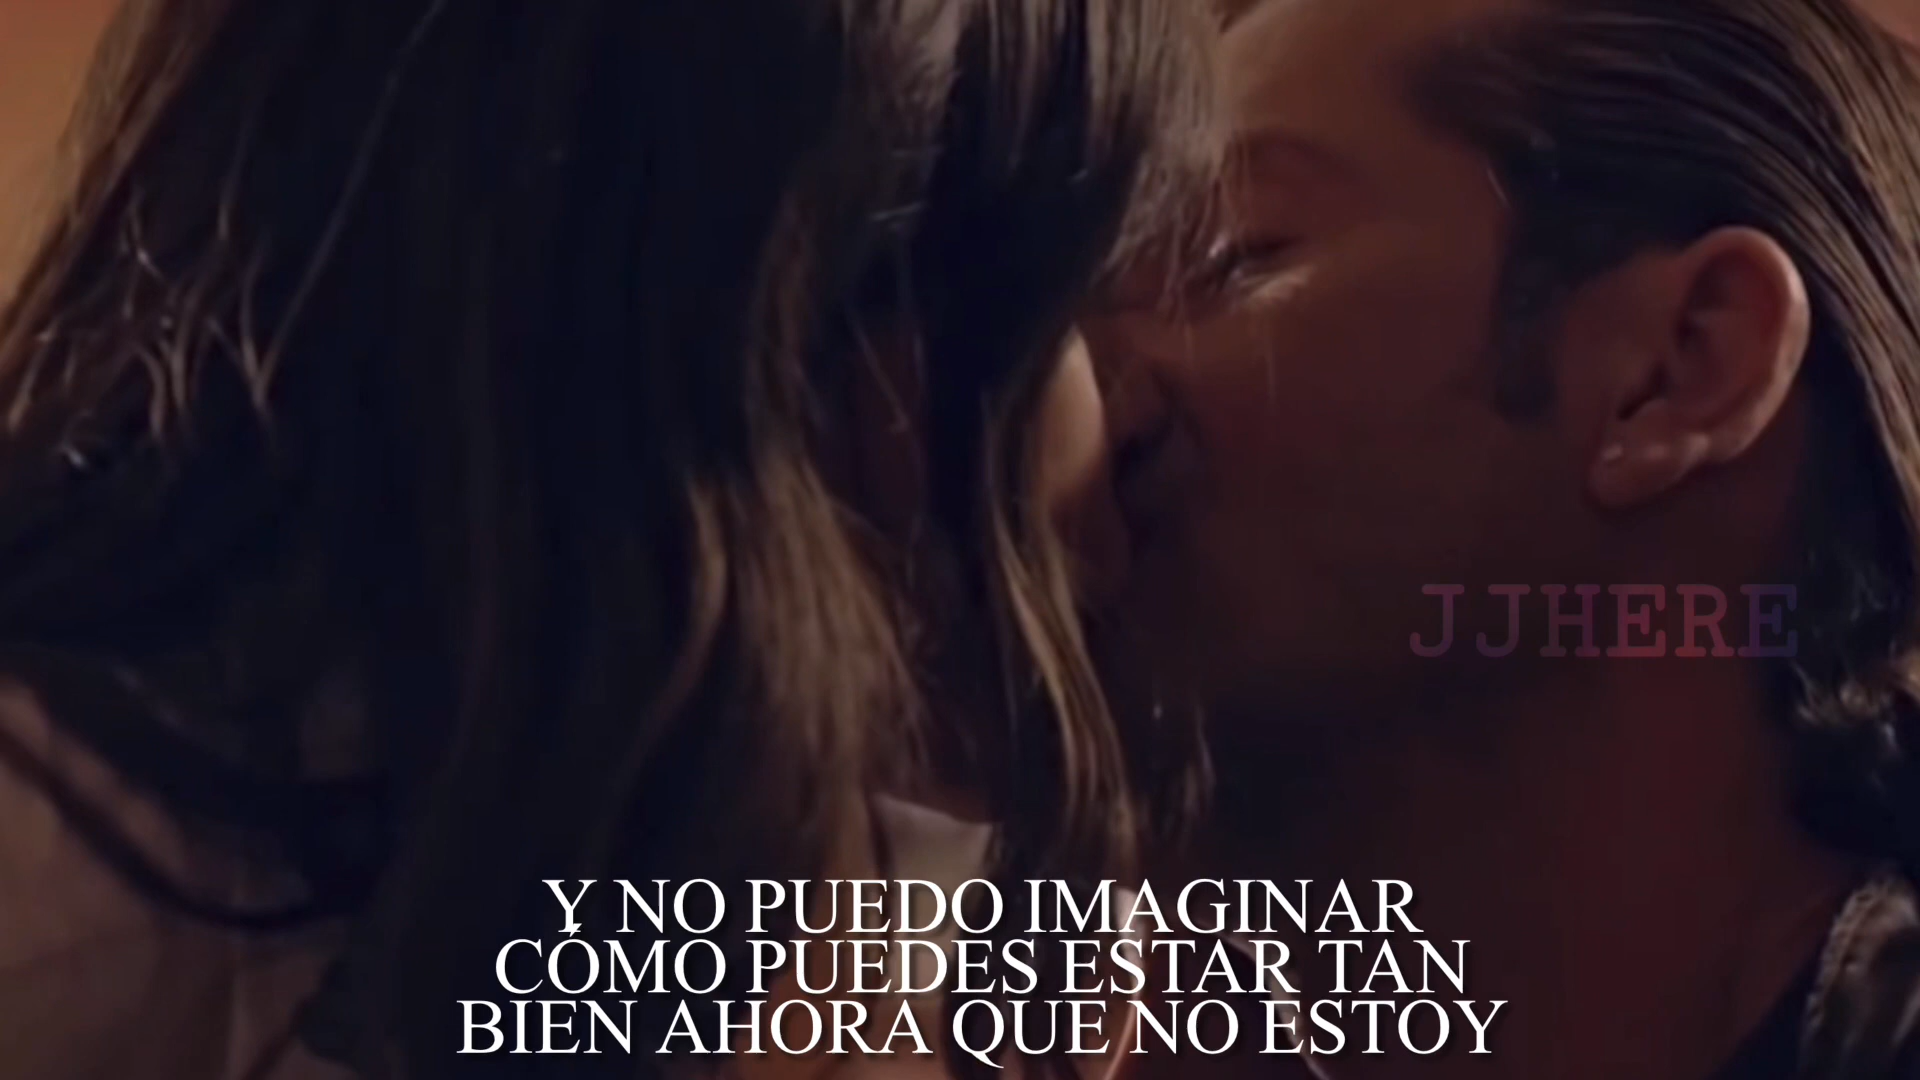 JJHERE
Y NO PUEDO IMAGINAR
CÓMO PUEDES ESTAR TAN
BIEN AHORA QUE NO ESTOY